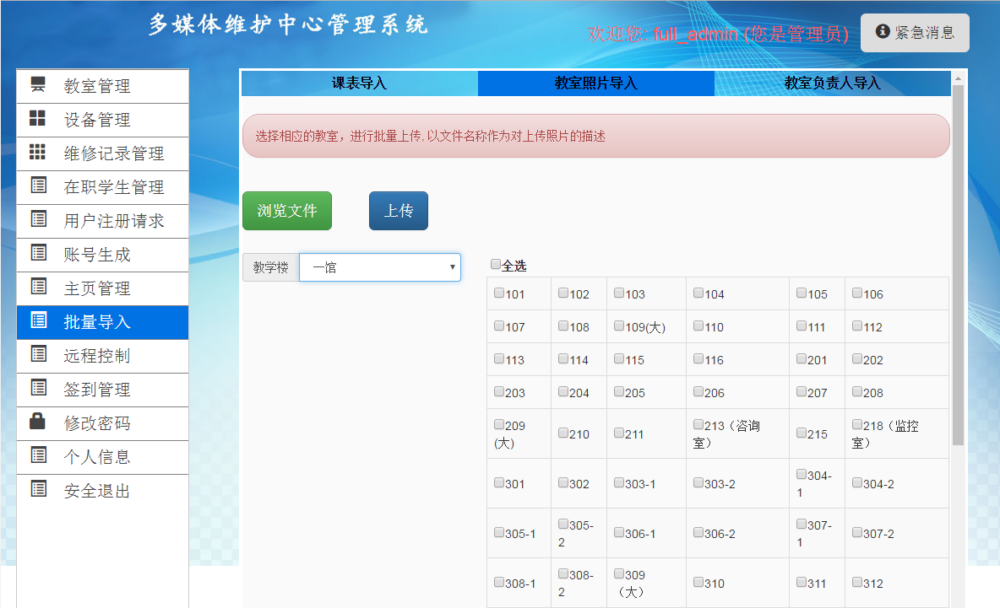 多媒体维护中心管理系统
欢迎您: full_admin (您是管理员)
紧急消息
教室管理
设备管理
维修记录管理
在职学生管理
用户注册请求
账号生成
主页管理
批量导入
远程控制
签到管理
修改密码
个人信息
安全退出
课表导入 教室照片导入 教室负责人导入
选择相应的教室，进行批量上传,以文件名称作为对上传照片的描述
浏览文件 上传
教学楼 一馆
全选
101 102 103 104 105 106
107 108 109(大) 110 111 112
113 114 115 116 201 202
203 204 205 206 207 208
209
(大)
210 211
213（咨询
室）
215
218（监控
室）
301 302 303-1 303-2
304-
1
304-2
305-1
305-
2
306-1 306-2
307-
1
307-2
308-1
308-
2
309
（大）
310 311 312